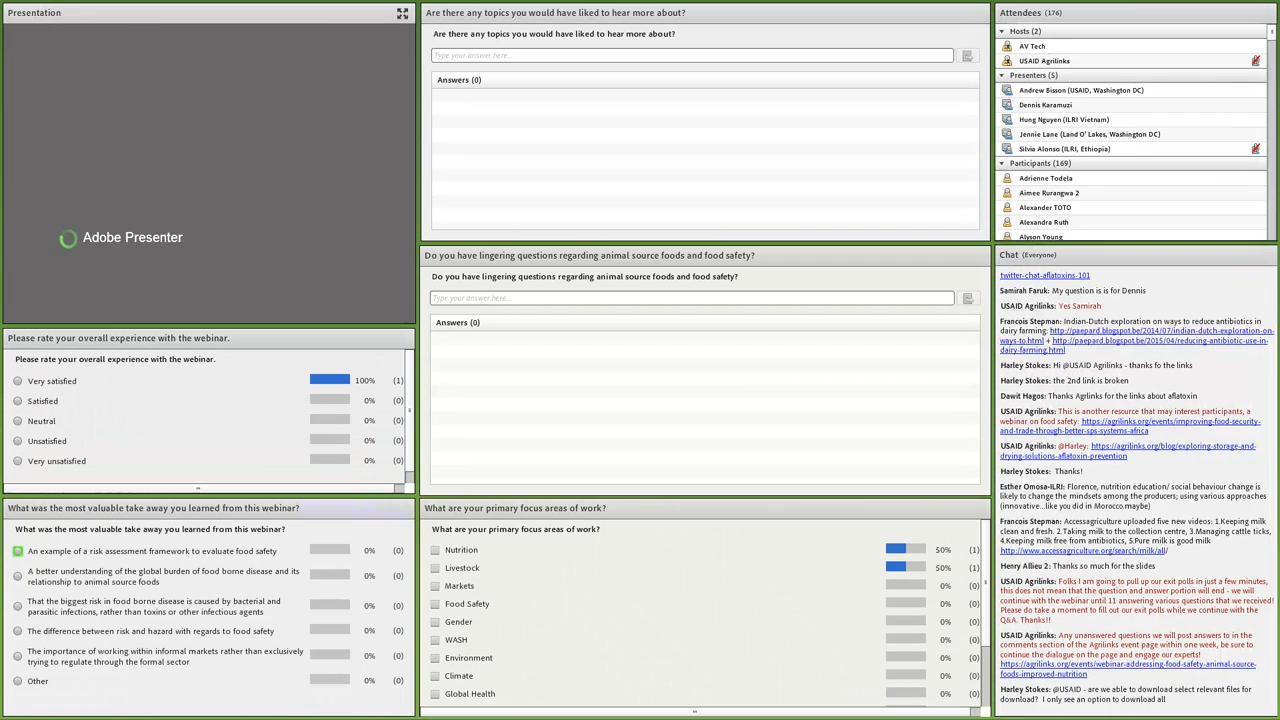 Presentation
Adobe Presenter
Please rate your overall experience with the webinar.
Please rate your overall experience with the webinar.
Very satisfied 100% (1)
Satisfied 0% (0)
Neutral 0% (0)
Unsatisfied 0% (0)
Very unsatisfied 0% (0)
What was the most valuable take away you learned from this webinar?
What was the most valuable take away you learned from this webinar?
An example of a risk assessment framework to evaluate food safety 0% (0)
A better understanding of the global burden of food borne disease and its
relationship to animal source foods 0% (0)
That the biggest risk in food borne disease is caused by bacterial and
parasitic infections, rather than toxins or other infectious agents 0% (0)
The difference between risk and hazard with regards to food safety 0% (0)
The importance of working within informal markets rather than exclusively
trying to regulate through the formal sector 0% (0)
Other 0% (0)
Are there any topics you would have liked to hear more about?
Are there any topics you would have liked to hear more about?
Type your answer here...
Answers (0)
Do you have lingering questions regarding animal source foods and food safety?
Do you have lingering questions regarding animal source foods and food safety?
Type your answer here...
Answers (0)
What are your primary focus areas of work?
What are your primary focus areas of work?
Nutrition 50% (1)
Livestock 50% (1)
Markets 0% (0)
Food Safety 0% (0)
Gender 0% (0)
WASH 0% (0)
Environment 0% (0)
Climate 0% (0)
Global Health 0% (0)
Attendees (176)
Hosts (2)
AV Tech
USAID Agrilinks
Presenters (5)
Andrew Bisson (USAID, Washington DC)
Dennis Karamuzi
Hung Nguyen (ILRI Vietnam)
Jennie Lane (Land O' Lakes, Washington DC)
Silvia Alonso (ILRI, Ethiopia)
Participants (169)
Adrienne Todela
Aimee Rurangwa 2
Alexander TOTO
Alexandra Ruth
Alyson Young
Chat (Everyone)
twitter-chat-aflatoxins-101
Samirah Faruk: My question is is for Dennis
USAID Agrilinks: Yes Samirah
Francois Stepman: Indian-Dutch exploration on ways to reduce antibiotics in
dairy farming: http://paepard.blogspot.be/2014/07/indian-dutch-exploration-on-
ways-to.html + http://paepard.blogspot.be/2015/04/reducing-antibiotic-use-in-
dairy-farming.html
Harley Stokes: Hi @USAID Agrilinks - thanks fo the links
Harley Stokes: the 2nd link is broken
Dawit Hagos: Thanks Agrlinks for the links about aflatoxin
USAID Agrilinks: This is another resource that may interest participants, a
webinar on food safety: https://agrilinks.org/events/improving-food-security-
and-trade-through-better-sps-systems-africa
USAID Agrilinks: @Harley: https://agrilinks.org/blog/exploring-storage-and-
drying-solutions-aflatoxin-prevention
Harley Stokes: Thanks!
Esther Omosa-ILRI: Florence, nutrition education/ social behaviour change is
likely to change the mindsets among the producers; using various approaches
(innovative...like you did in Morocco.maybe)
Francois Stepman: Accessagriculture uploaded five new videos: 1.Keeping milk
clean and fresh. 2.Taking milk to the collection centre, 3.Managing cattle ticks,
4.Keeping milk free from antibiotics, 5.Pure milk is good milk
http://www.accessagriculture.org/search/milk/all/
Henry Allieu 2: Thanks so much for the slides
USAID Agrilinks: Folks I am going to pull up our exit polls in just a few minutes,
this does not mean that the question and answer portion will end - we will
continue with the webinar until 11 answering various questions that we received!
Please do take a moment to fill out our exit polls while we continue with the
Q&A. Thanks!!
USAID Agrilinks: Any unanswered questions we will post answers to in the
comments section of the Agrilinks event page within one week, be sure to
continue the dialogue on the page and engage our experts!
https://agrilinks.org/events/webinar-addressing-food-safety-animal-source-
foods-improved-nutrition
Harley Stokes: @USAID - are we able to download select relevant files for
download? I only see an option to download all